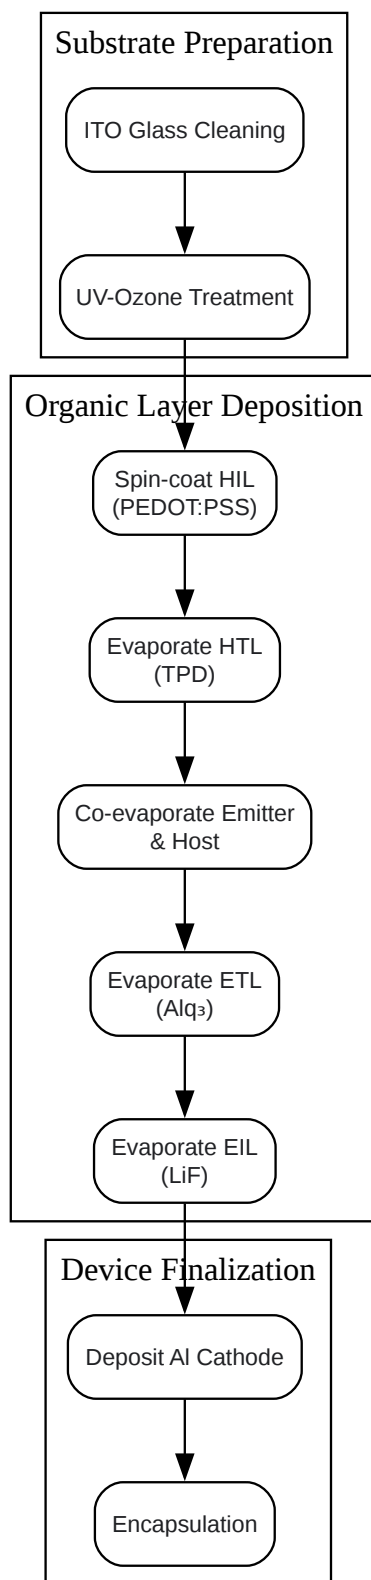 Substrate Preparation
ITO Glass Cleaning
UV-Ozone Treatment
Organic Layer Deposition
Spin-coat HIL
(PEDOT:PSS)
Evaporate HTL
(TPD)
Co-evaporate Emitter
& Host
Evaporate ETL
(Alq₃)
Evaporate EIL
(LiF)
Device Finalization
Deposit Al Cathode
Encapsulation